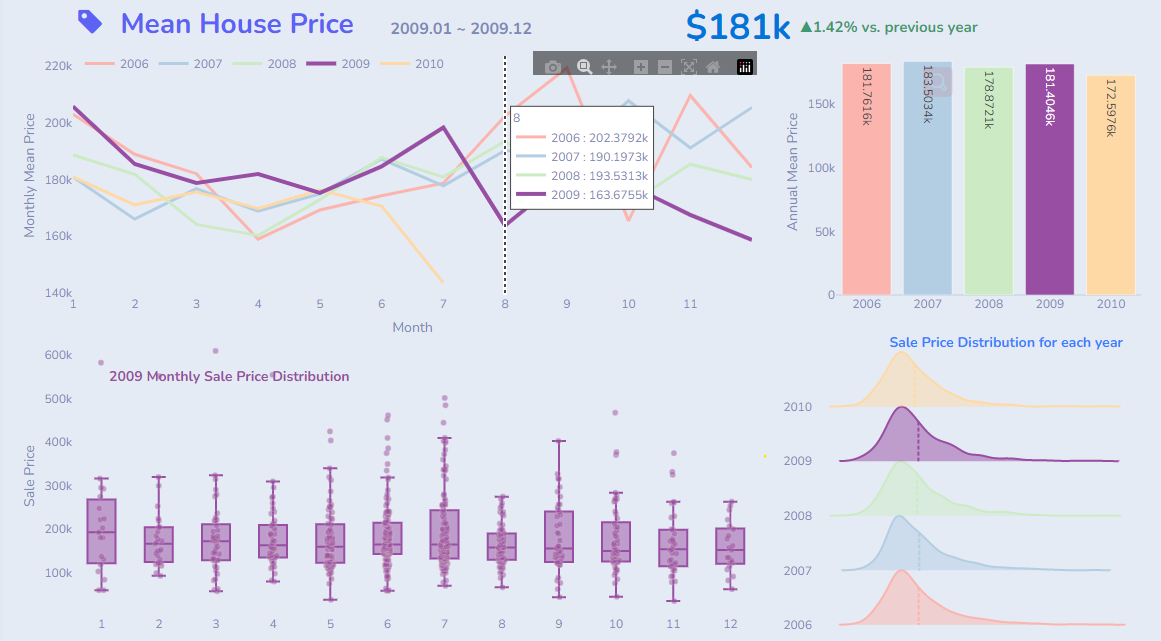 Mean House Price
2009.01 ~ 2009.12
$181k
▲1.42% vs. previous year
2006 2007 2008 2009 2010
Monthly Mean Price
220k
200k
180k
160k
140k
8
2006 : 202.3792k
2007 : 190.1973k
2008 : 193.5313k
2009 : 163.6755k
1 2 3 4 5 6 7 8 9 10 11
Month
Annual Mean Price
150k
100k
50k
0
181.7616k
183.5034k
178.8721k
181.4046k
172.5976k
2006 2007 2008 2009 2010
2009 Monthly Sale Price Distribution
Sale Price
600k
500k
400k
300k
200k
100k
1 2 3 4 5 6 7 8 9 10 11 12
Sale Price Distribution for each year
2010
2009
2008
2007
2006